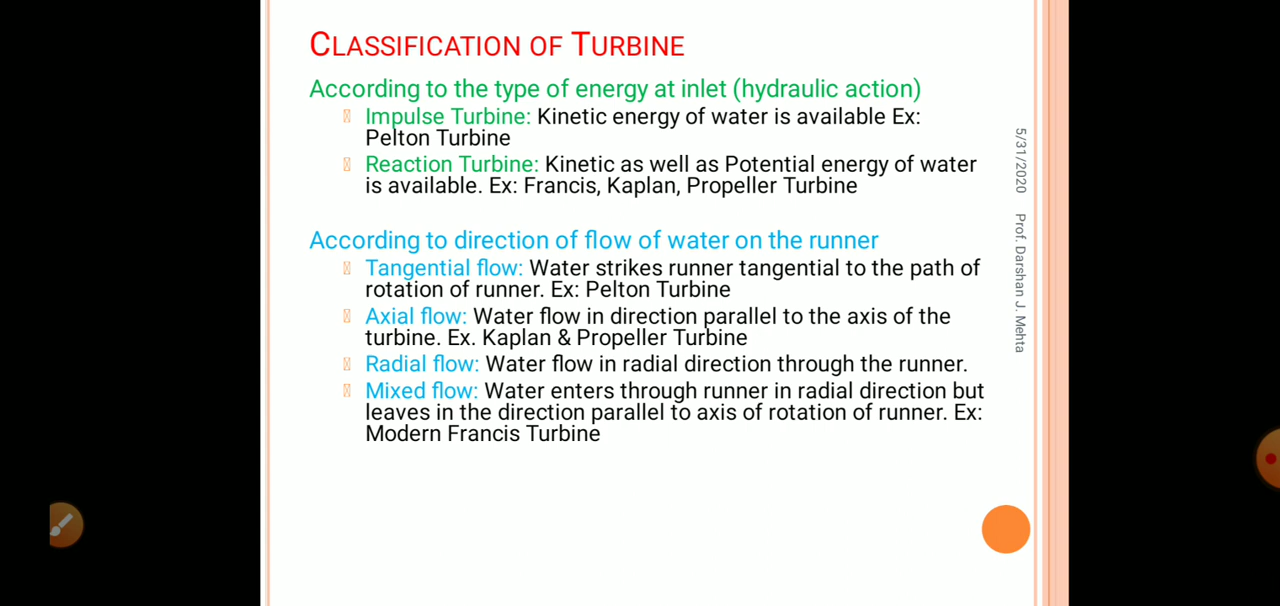 CLASSIFICATION OF TURBINE
According to the type of energy at inlet (hydraulic action)
Impulse Turbine: Kinetic energy of water is available Ex:
Pelton Turbine
Reaction Turbine: Kinetic as well as Potential energy of water
is available. Ex: Francis, Kaplan, Propeller Turbine
According to direction of flow of water on the runner
Tangential flow: Water strikes runner tangential to the path of
rotation of runner. Ex: Pelton Turbine
Axial flow: Water flow in direction parallel to the axis of the
turbine. Ex. Kaplan & Propeller Turbine
Radial flow: Water flow in radial direction through the runner.
Mixed flow: Water enters through runner in radial direction but
leaves in the direction parallel to axis of rotation of runner. Ex:
Modern Francis Turbine
5/31/2020 Prof. Darshan J. Mehta